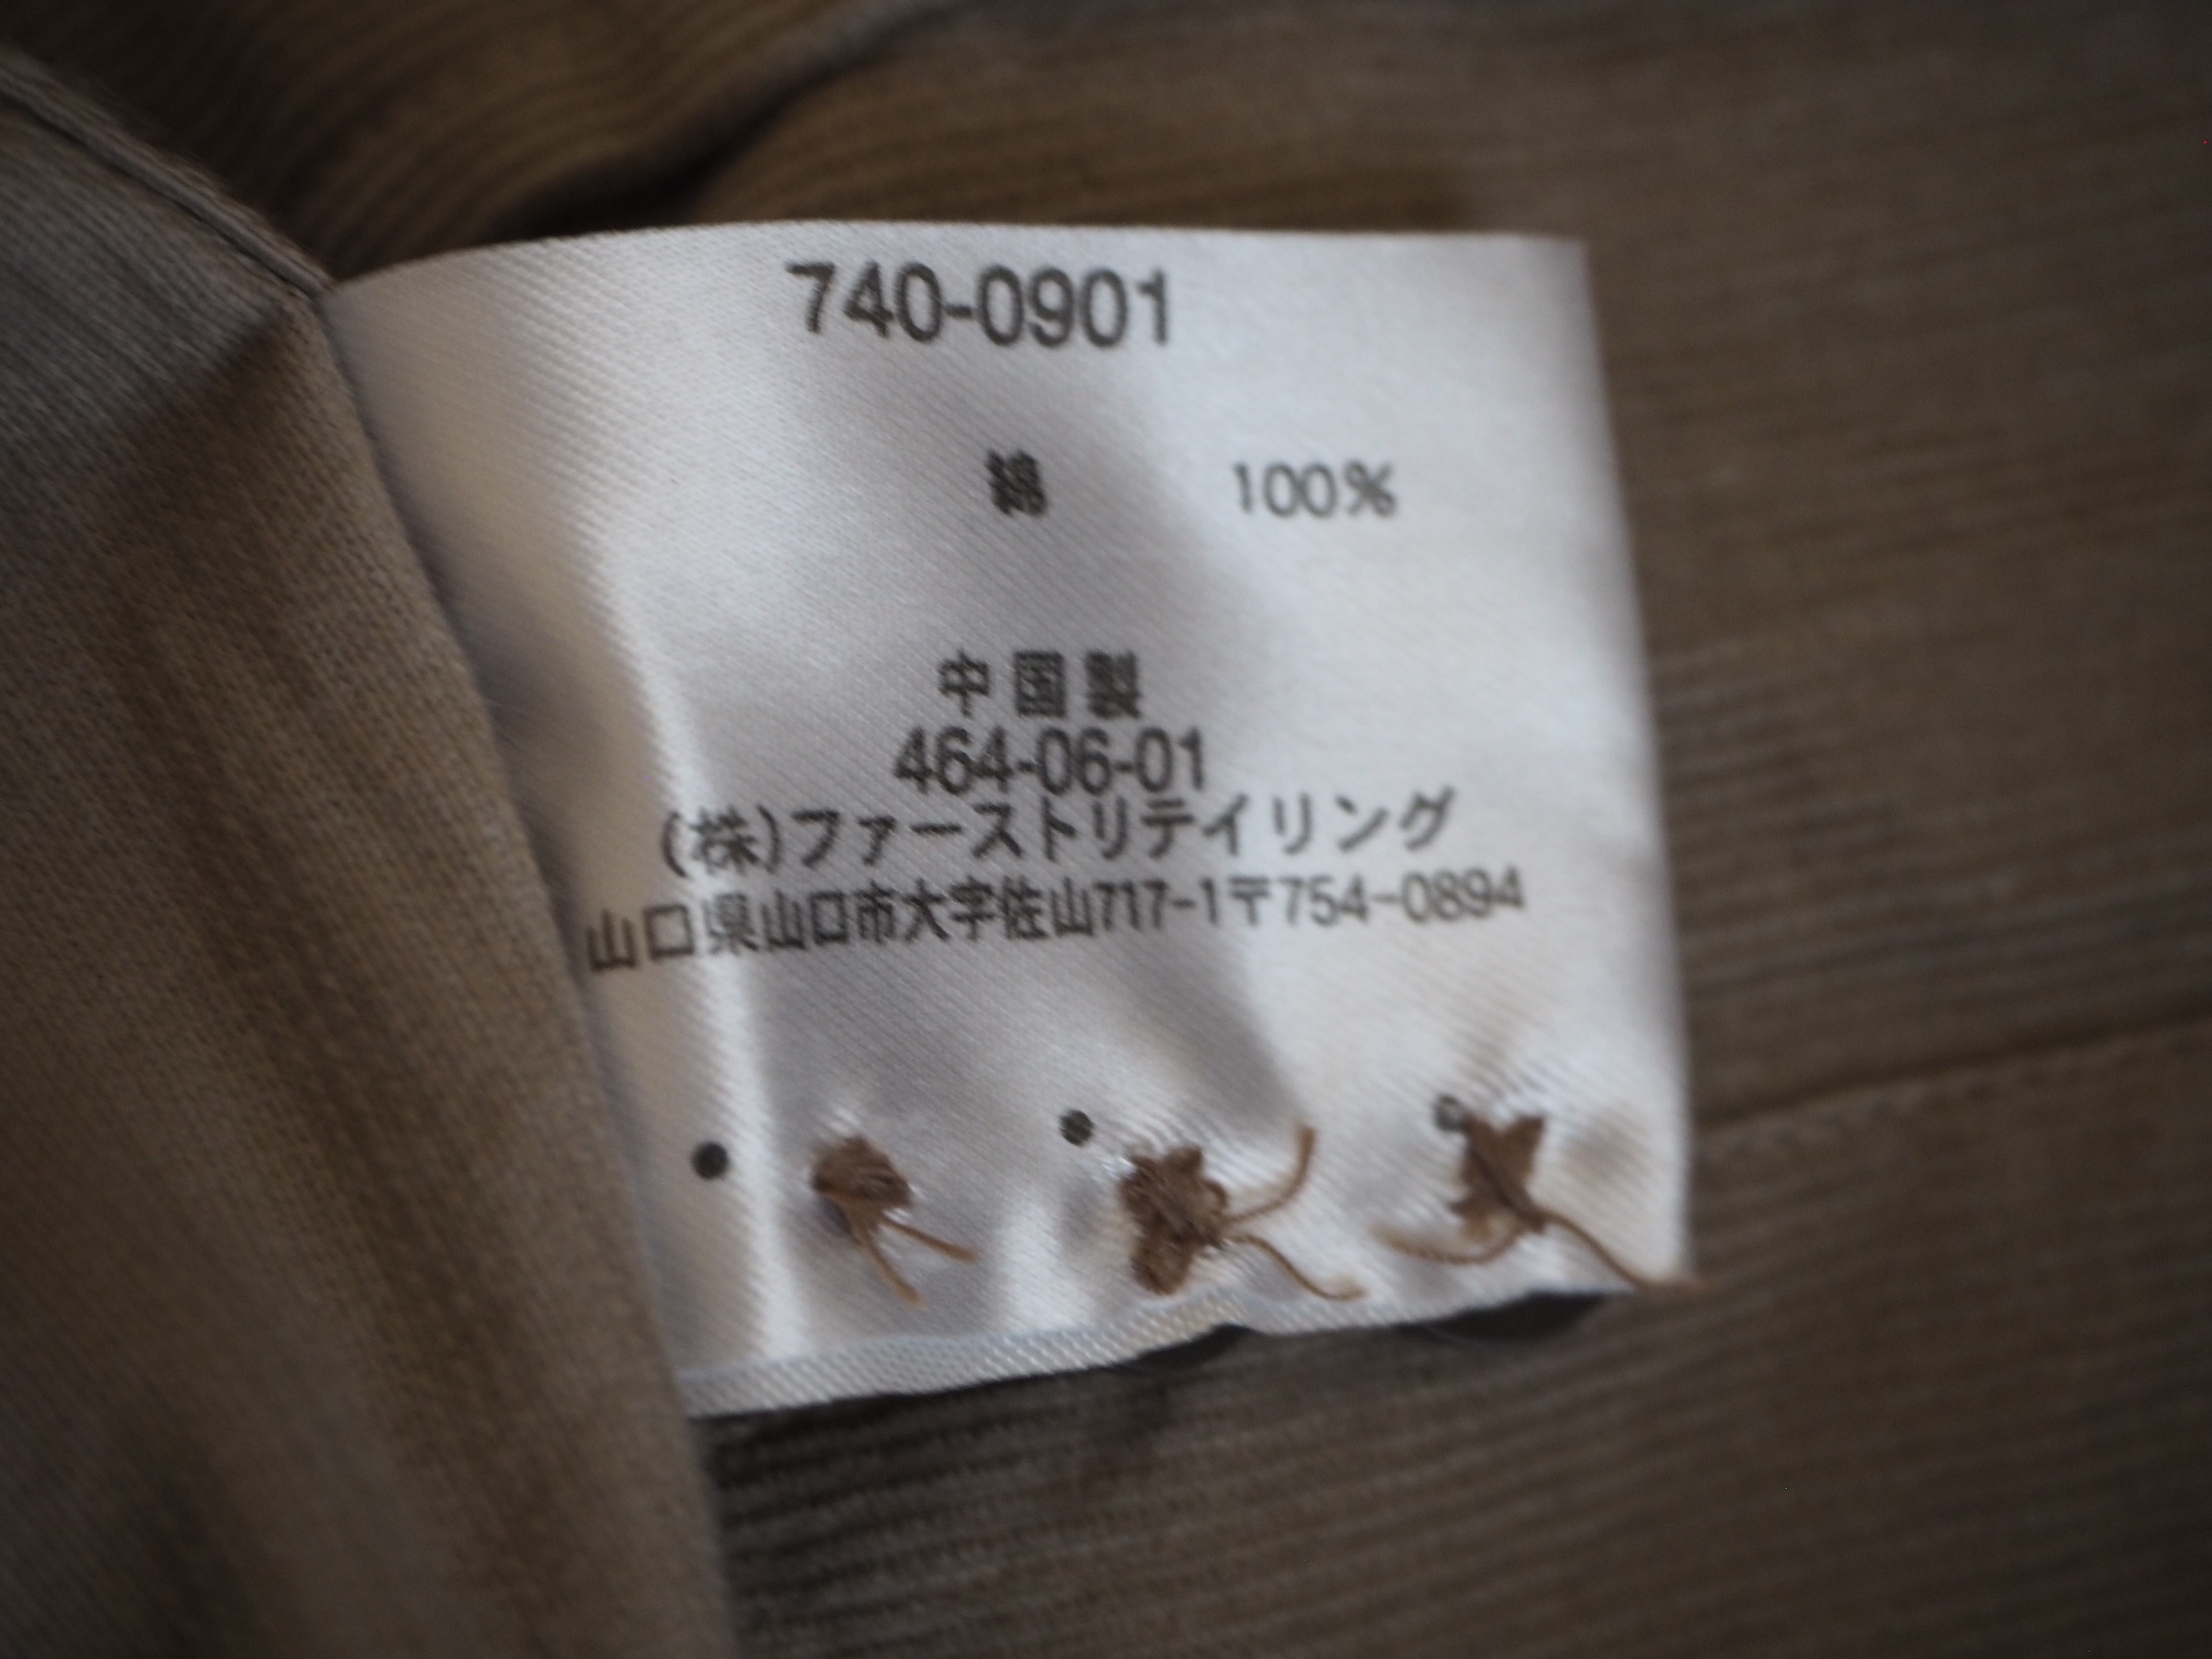 740-0901
綿 100%
中国製
464-06-01
(株)ファーストリテイリング
山口県山口市大字佐山717-1〒754-0894